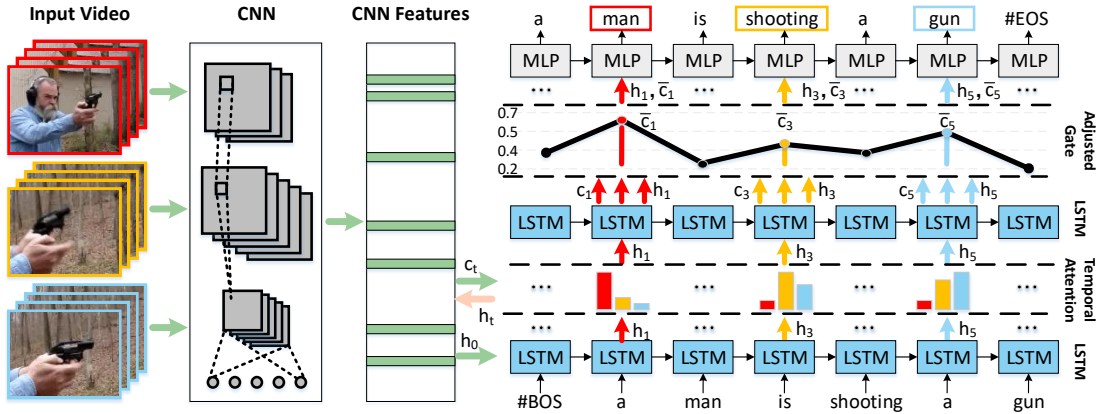 Input Video
CNN
CNN Features
a man is shooting a gun #EOS
MLP MLP MLP MLP MLP MLP MLP
... h₁, c̄₁ ... h₃, c̄₃ ... h₅, c̄₅ ...
0.7
0.5
0.4
0.2
c̄₁ c̄₃ c̄₅
Adjusted
Gate
c₁ h₁ c₃ h₃ c₅ h₅
LSTM LSTM LSTM LSTM LSTM LSTM LSTM
LSTM
h₁ h₃ h₅
cₜ
hₜ
h₀
Temporal
Attention
... h₁ ... h₃ ... h₅ ...
LSTM LSTM LSTM LSTM LSTM LSTM LSTM
LSTM
#BOS a man is shooting a gun